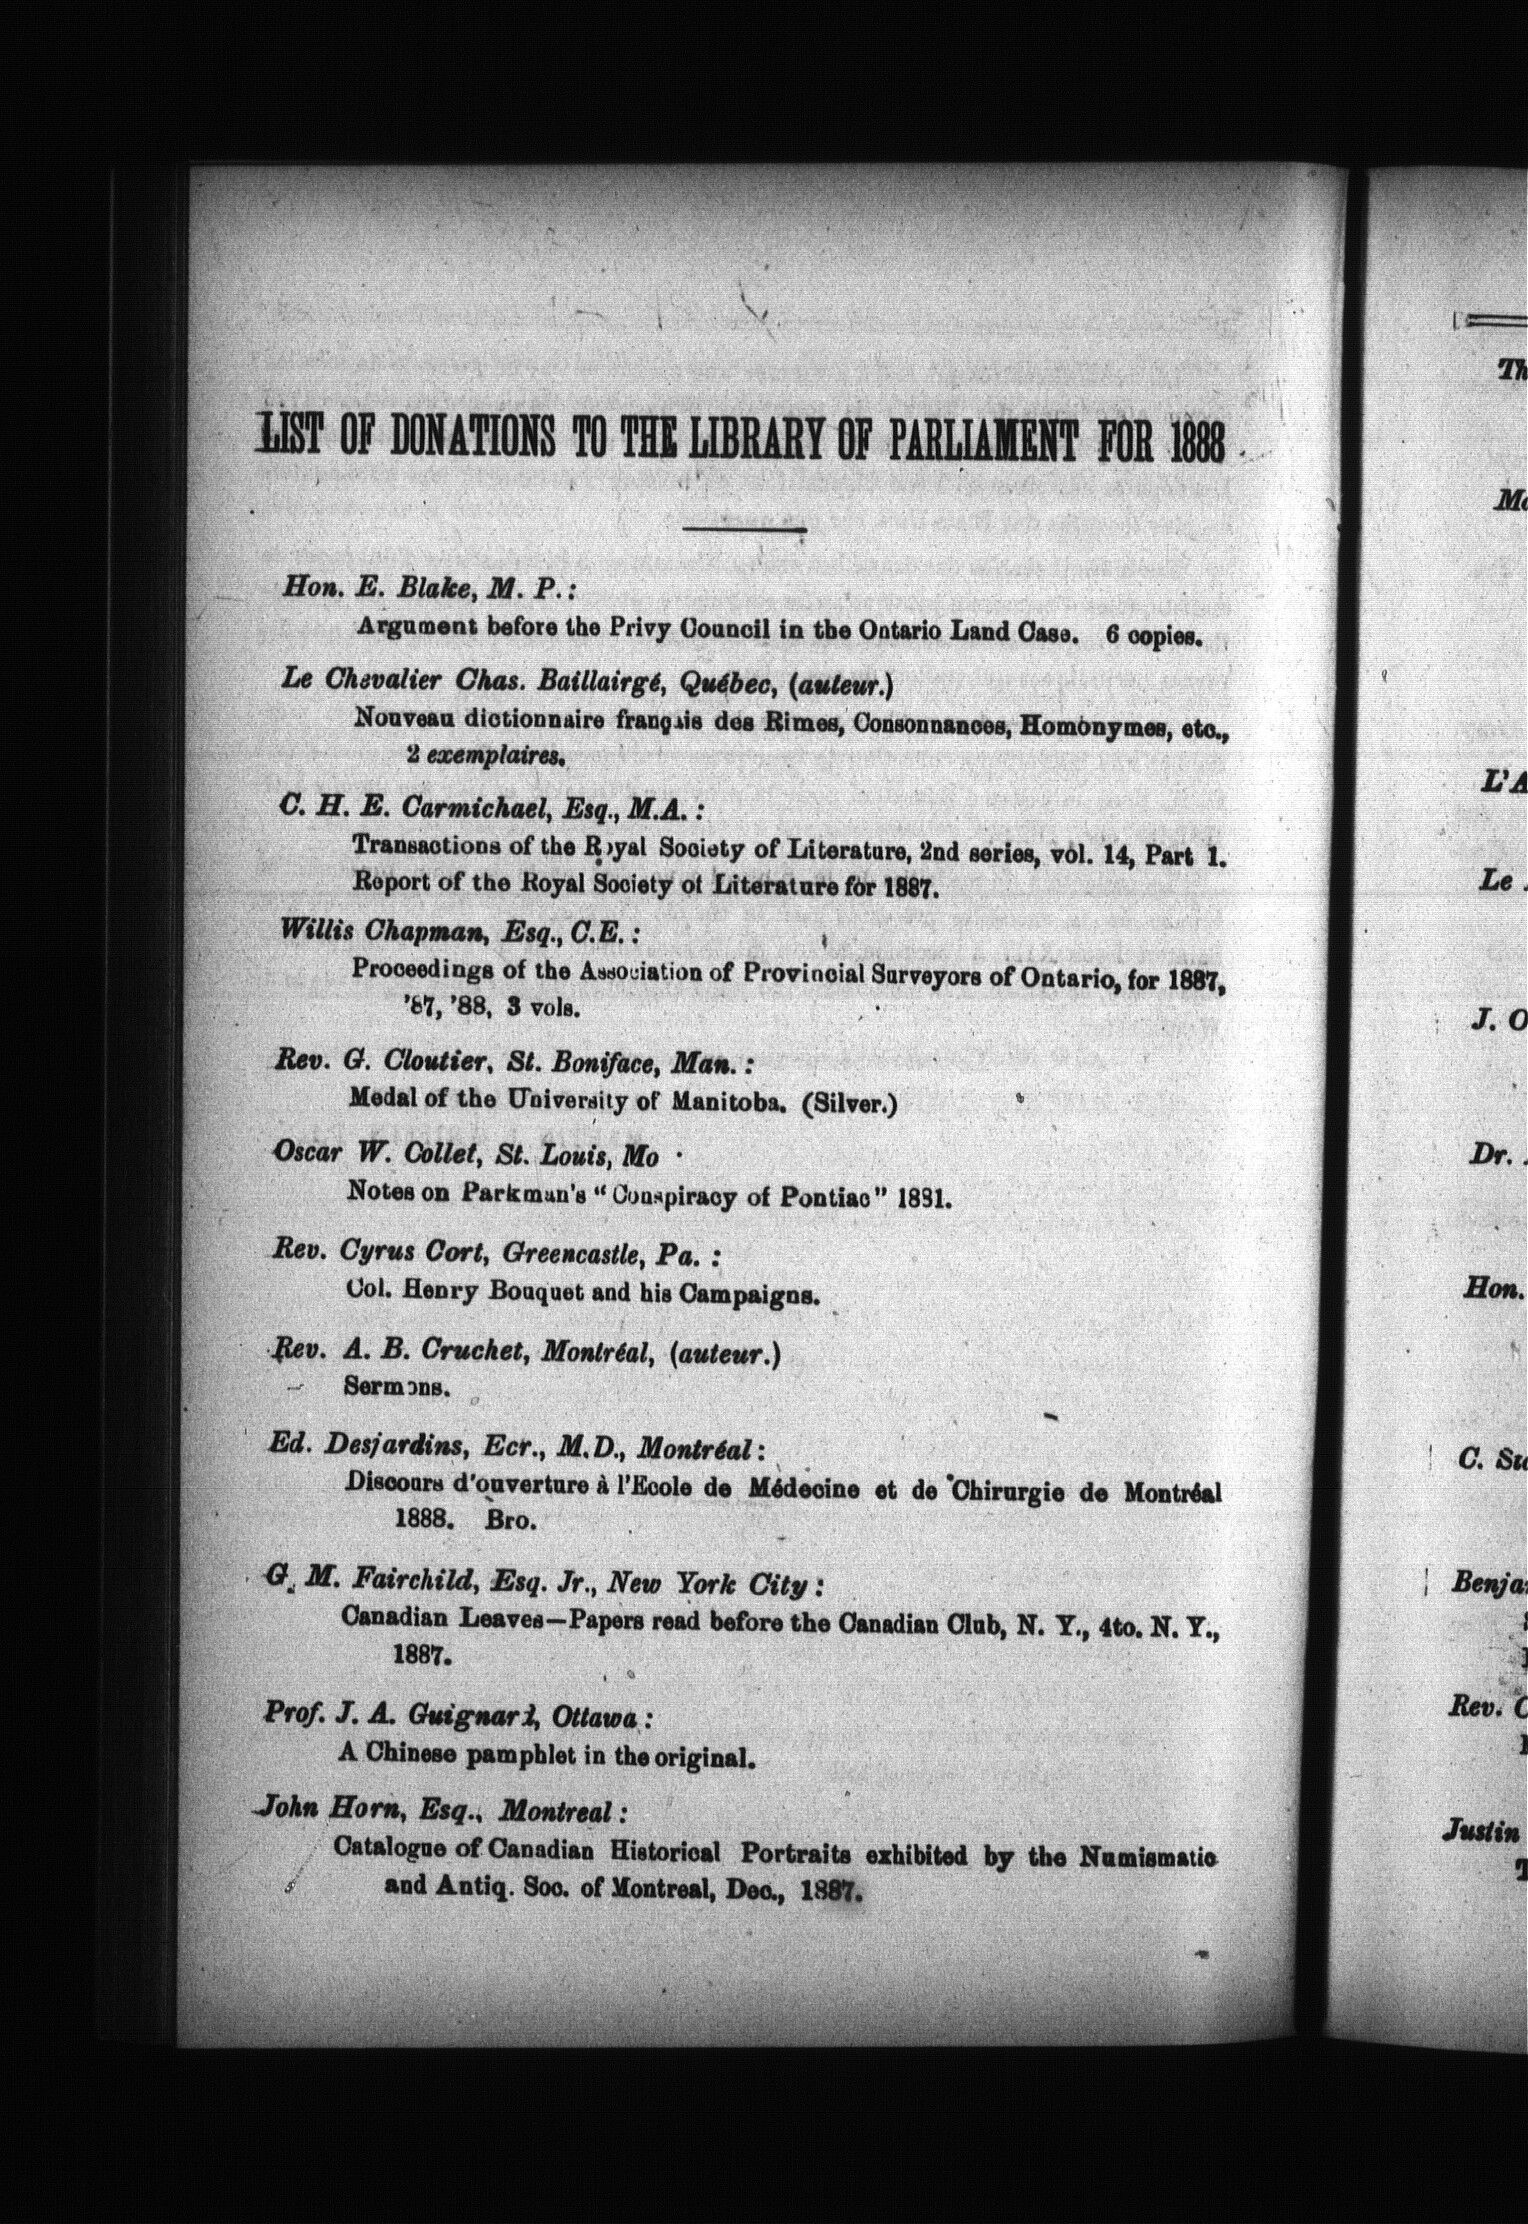 LIST OF DONATIONS TO THE LIBRARY OF PARLIAMENT FOR 1888
Hon. E. Blake, M. P.:
Argument before the Privy Council in the Ontario Land Case. 6 copies.
Le Chevalier Chas. Baillairgé, Québec, (auteur.)
Nouveau dictionnaire français des Rimes, Consonnances, Homonymes, etc.,
2 exemplaires.
C. H. E. Carmichael, Esq., M.A.:
Transactions of the Royal Society of Literature, 2nd series, vol. 14, Part 1.
Report of the Royal Society of Literature for 1887.
Willis Chapman, Esq., C.E.:
Proceedings of the Association of Provincial Surveyors of Ontario, for 1887,
'87, '88, 3 vols.
Rev. G. Cloutier, St. Boniface, Man.:
Medal of the University of Manitoba. (Silver.)
Oscar W. Collet, St. Louis, Mo
Notes on Parkman's "Conspiracy of Pontiac" 1881.
Rev. Cyrus Cort, Greencastle, Pa.:
Col. Henry Bouquet and his Campaigns.
Rev. A. B. Cruchet, Montréal, (auteur.)
Sermons.
Ed. Desjardins, Ecr., M.D., Montréal:
Discours d'ouverture à l'Ecole de Médecine et de Chirurgie de Montréal
1888. Bro.
G. M. Fairchild, Esq. Jr., New York City:
Canadian Leaves—Papers read before the Canadian Club, N. Y., 4to. N. Y.,
1887.
Prof. J. A. Guignard, Ottawa:
A Chinese pamphlet in the original.
John Horn, Esq., Montreal:
Catalogue of Canadian Historical Portraits exhibited by the Numismatic
and Antiq. Soc. of Montreal, Dec., 1887.
Th
Mo
L'A
Le
J. O
Dr.
Hon.
C. Sta
Benja
Rev. C
Justin
T